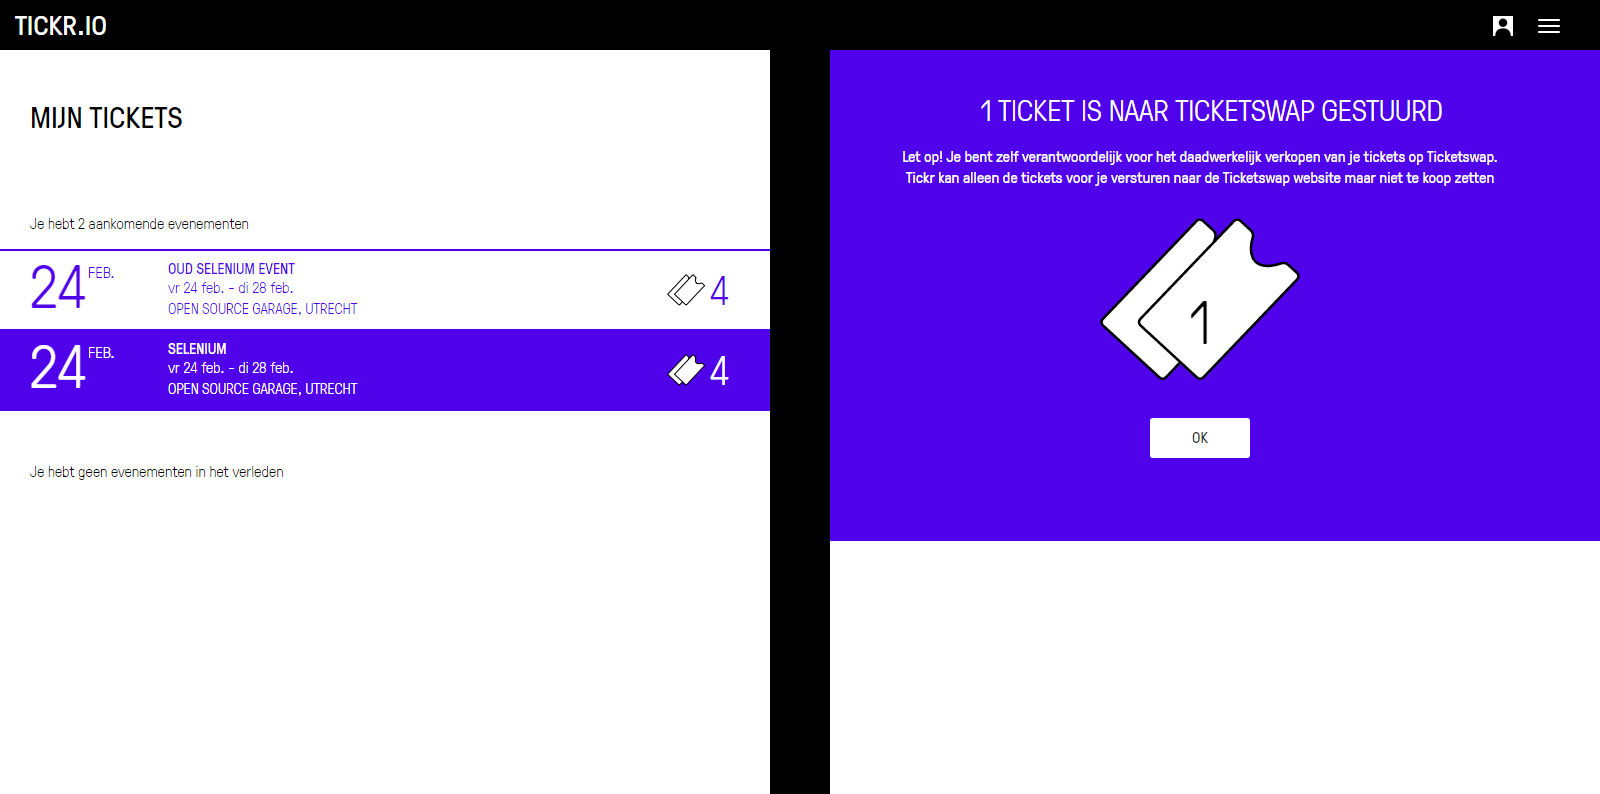 TICKR.IO
MIJN TICKETS
Je hebt 2 aankomende evenementen
24 FEB.
OUD SELENIUM EVENT
vr 24 feb. - di 28 feb.
OPEN SOURCE GARAGE, UTRECHT
4
24 FEB.
SELENIUM
vr 24 feb. - di 28 feb.
OPEN SOURCE GARAGE, UTRECHT
4
Je hebt geen evenementen in het verleden
1 TICKET IS NAAR TICKETSWAP GESTUURD
Let op! Je bent zelf verantwoordelijk voor het daadwerkelijk verkopen van je tickets op Ticketswap.
Tickr kan alleen de tickets voor je versturen naar de Ticketswap website maar niet te koop zetten
1
OK